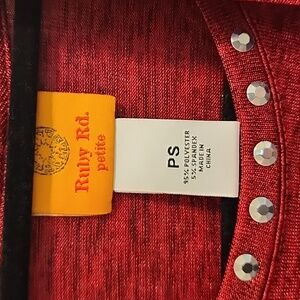 Ruby Rd.
petite
PS
95% POLYESTER
5% SPANDEX
MADE IN
CHINA